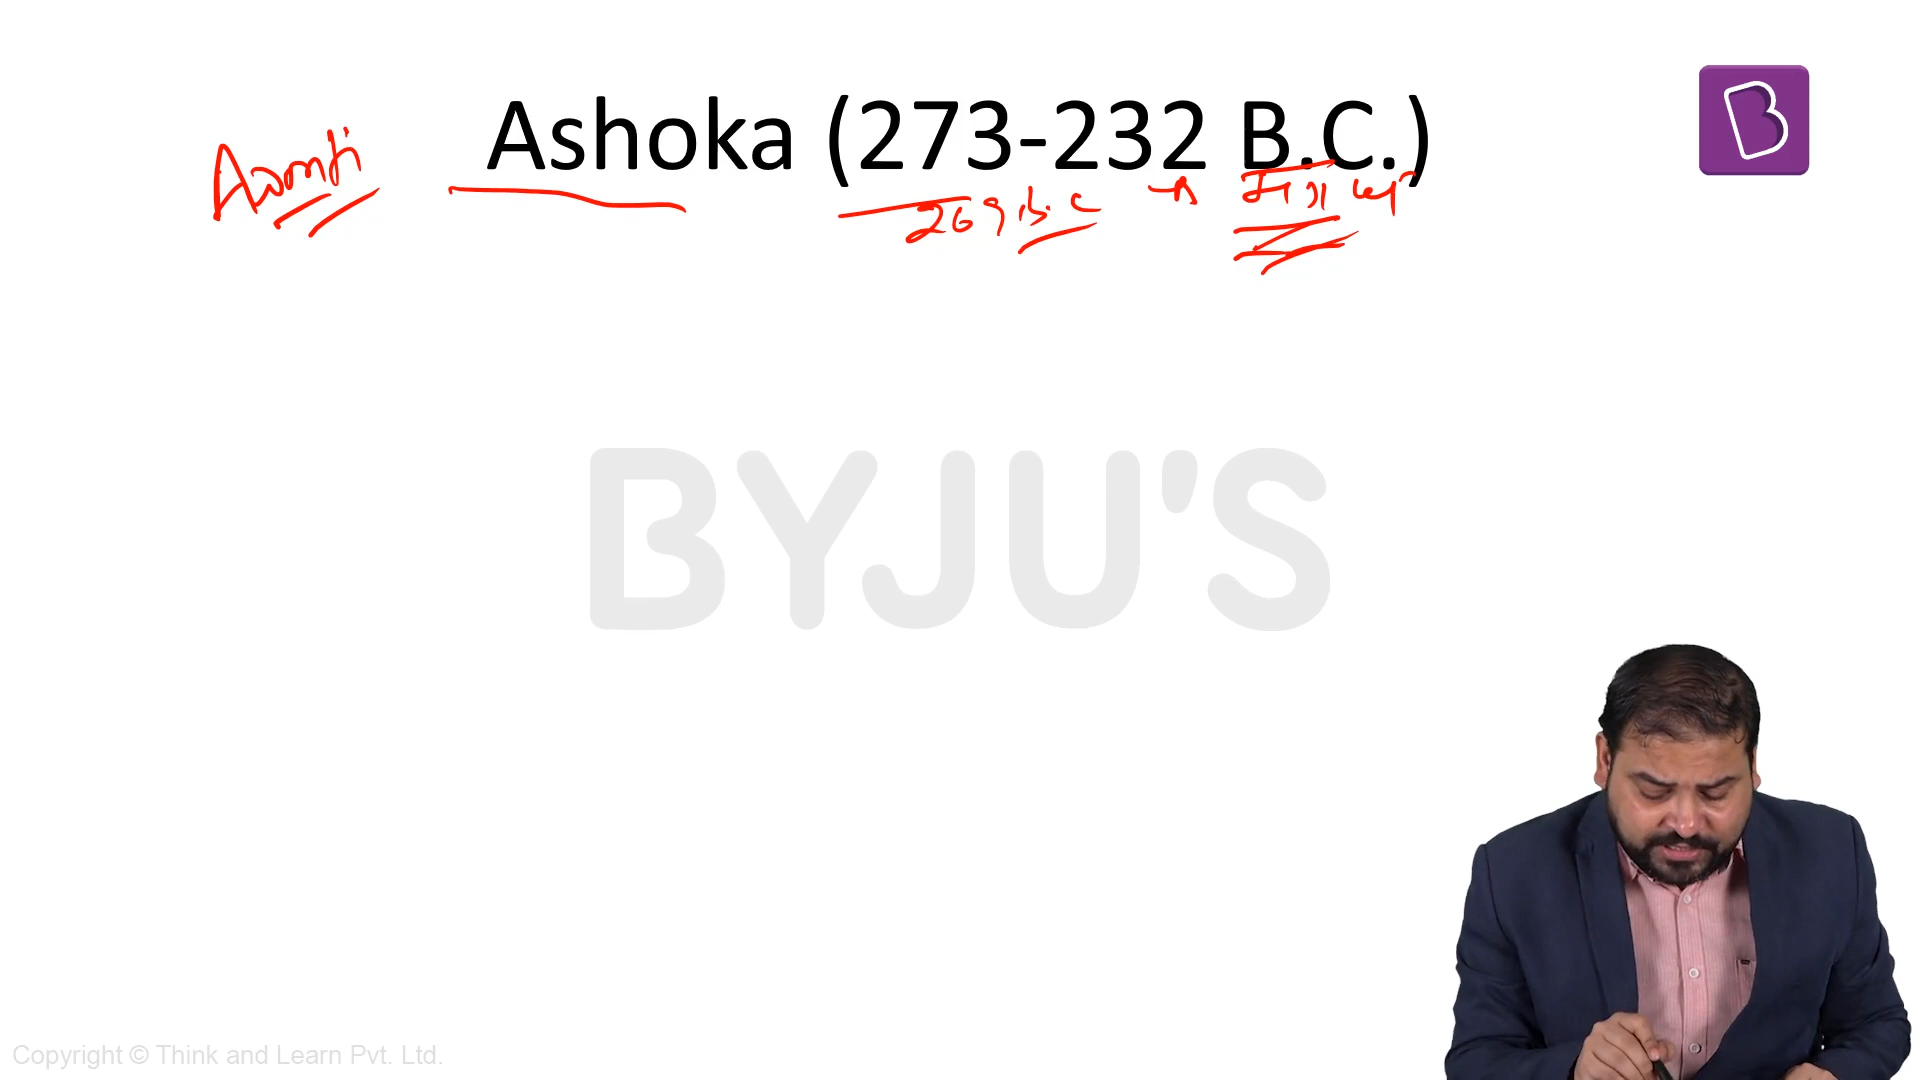 Ashoka (273-232 B.C.)
Avanti
269 B.C
BYJU'S
Copyright © Think and Learn Pvt. Ltd.